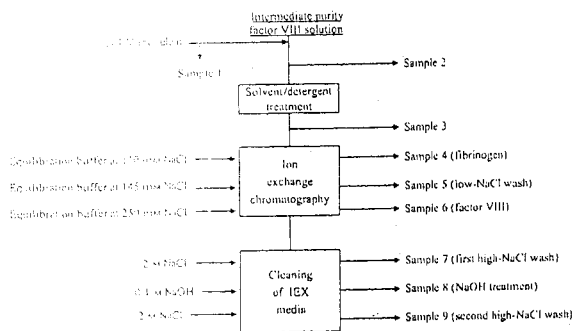 Intermediate purity
factor VIII solution
Sample 1
Sample 2
Solvent/detergent
treatment
Sample 3
Equilibration buffer at mM NaCl
Ion
exchange
chromatography
Sample 4 (fibrinogen)
Equilibration buffer at 145 mM NaCl
Sample 5 (low-NaCl wash)
Equilibration buffer at 250 mM NaCl
Sample 6 (factor VIII)
2 M NaCl
Cleaning
of IEX
media
Sample 7 (first high-NaCl wash)
NaOH
Sample 8 (NaOH treatment)
2 M NaCl
Sample 9 (second high-NaCl wash)